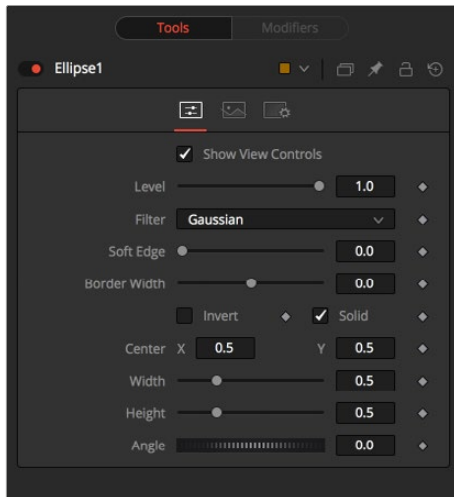 Tools Modifiers
Ellipse1
Show View Controls
Level 1.0
Filter Gaussian
Soft Edge 0.0
Border Width 0.0
Invert Solid
Center X 0.5 Y 0.5
Width 0.5
Height 0.5
Angle 0.0